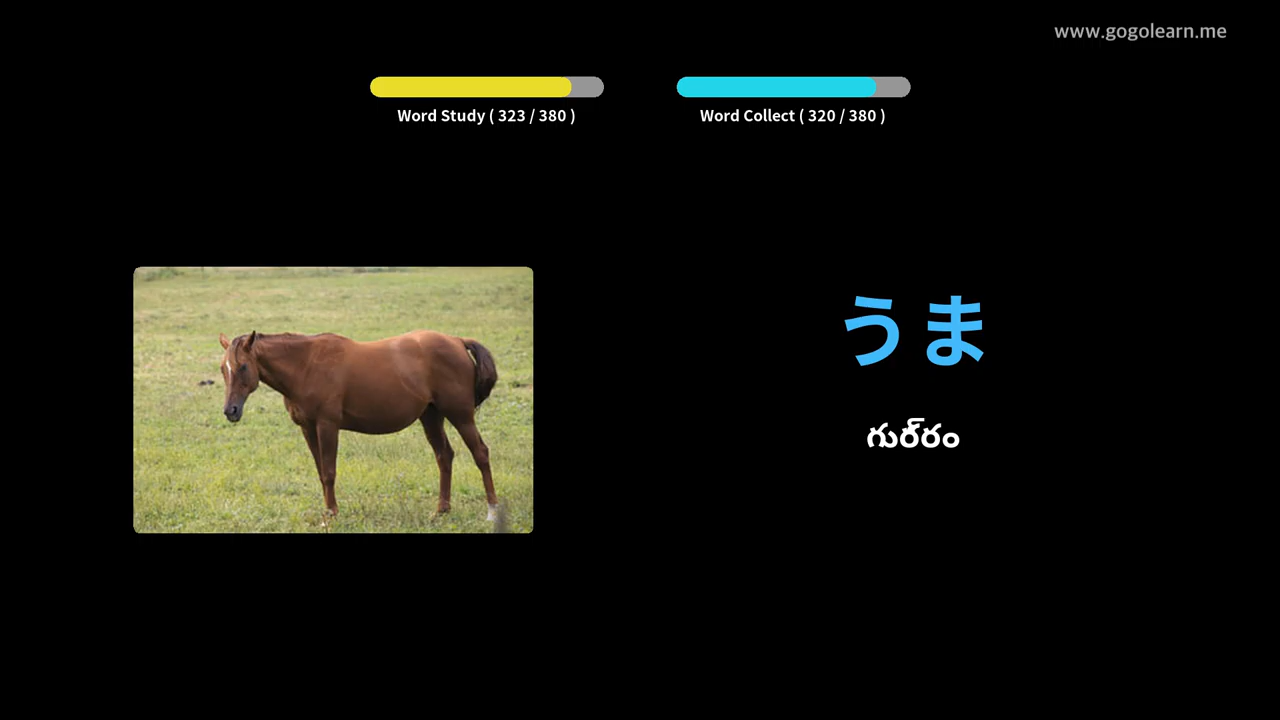 www.gogolearn.me
Word Study ( 323 / 380 )
Word Collect ( 320 / 380 )
うま
గుర్రం